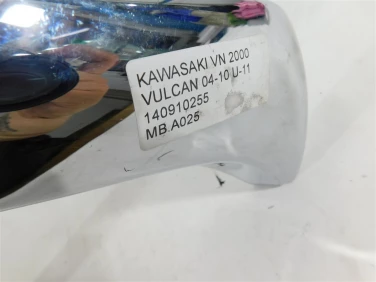 KAWASAKI VN 2000
VULCAN 04-10 U-11
140910255
MB.A025